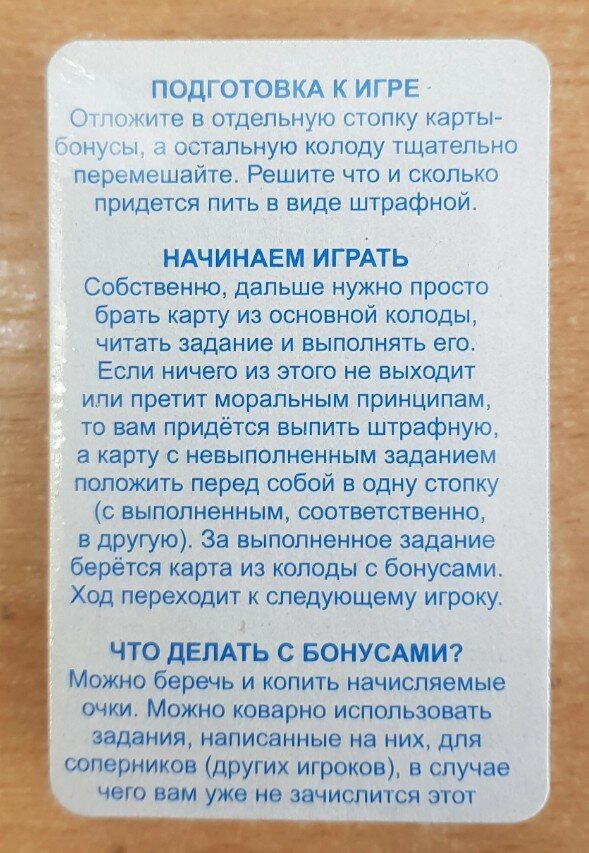 ПОДГОТОВКА К ИГРЕ
Отложите в отдельную стопку карты-
бонусы, а остальную колоду тщательно
перемешайте. Решите что и сколько
придется пить в виде штрафной.
НАЧИНАЕМ ИГРАТЬ
Собственно, дальше нужно просто
брать карту из основной колоды,
читать задание и выполнять его.
Если ничего из этого не выходит
или претит моральным принципам,
то вам придётся выпить штрафную,
а карту с невыполненным заданием
положить перед собой в одну стопку
(с выполненным, соответственно,
в другую). За выполненное задание
берётся карта из колоды с бонусами.
Ход переходит к следующему игроку.
ЧТО ДЕЛАТЬ С БОНУСАМИ?
Можно беречь и копить начисляемые
очки. Можно коварно использовать
задания, написанные на них, для
соперников (других игроков), в случае
чего вам уже не зачислится этот